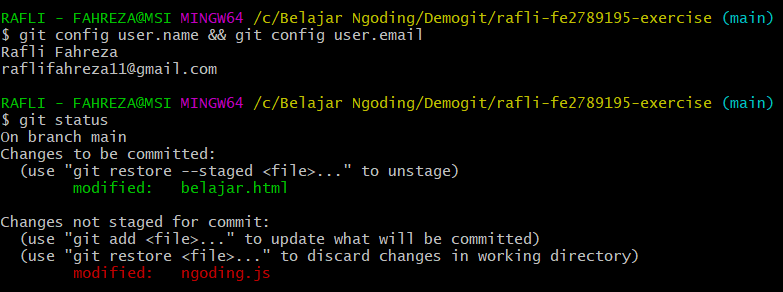 RAFLI - FAHREZA@MSI MINGW64 /c/Belajar Ngoding/Demogit/rafli-fe2789195-exercise (main)
$ git config user.name && git config user.email
Rafli Fahreza
raflifahreza11@gmail.com
RAFLI - FAHREZA@MSI MINGW64 /c/Belajar Ngoding/Demogit/rafli-fe2789195-exercise (main)
$ git status
On branch main
Changes to be committed:
(use "git restore --staged <file>..." to unstage)
modified: belajar.html
Changes not staged for commit:
(use "git add <file>..." to update what will be committed)
(use "git restore <file>..." to discard changes in working directory)
modified: ngoding.js